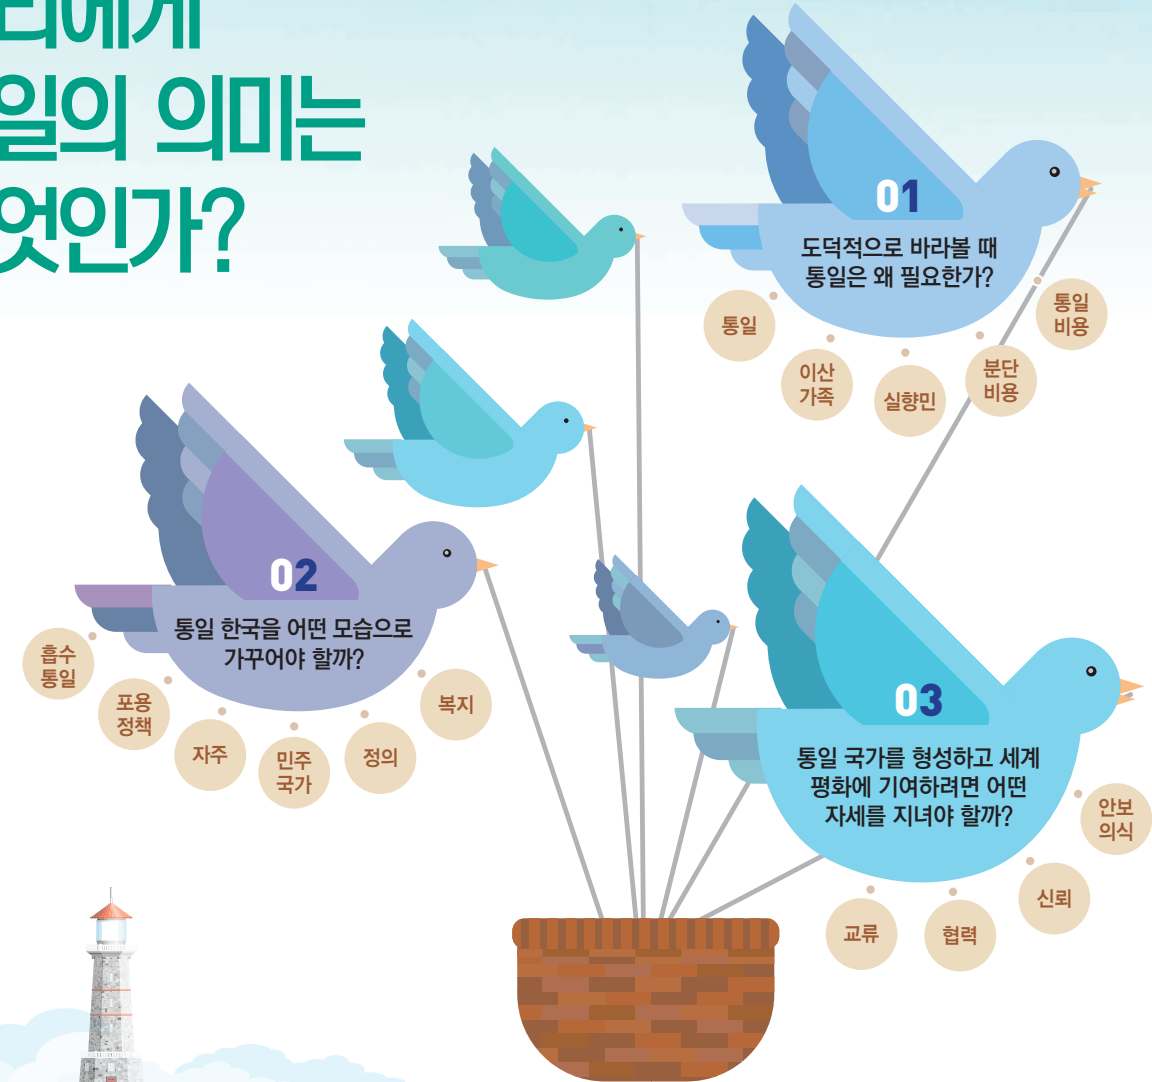 리에게
일의 의미는
엇인가?
01
도덕적으로 바라볼 때
통일은 왜 필요한가?
통일
이산
가족
실향민
분단
비용
통일
비용
02
통일 한국을 어떤 모습으로
가꾸어야 할까?
흡수
통일
포용
정책
자주
민주
국가
정의
복지
03
통일 국가를 형성하고 세계
평화에 기여하려면 어떤
자세를 지녀야 할까?
교류
협력
신뢰
안보
의식